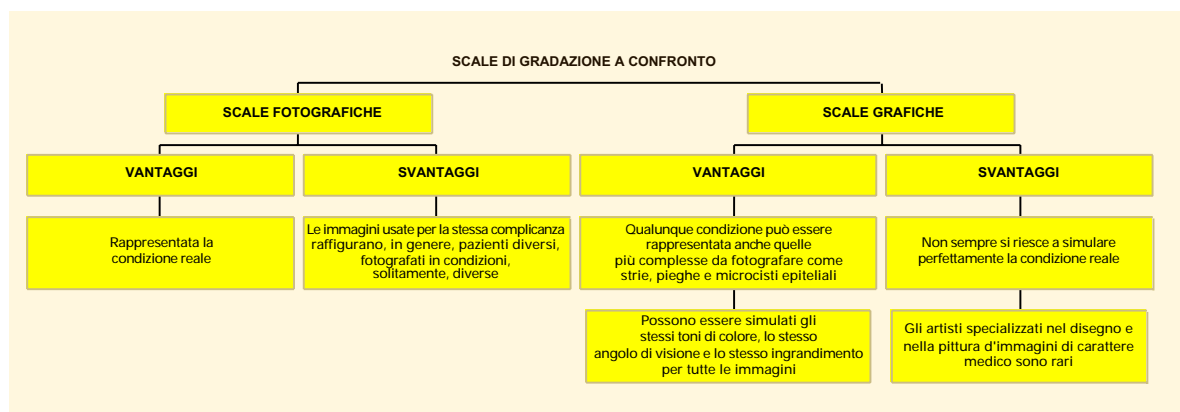 SCALE DI GRADAZIONE A CONFRONTO
SCALE FOTOGRAFICHE
SCALE GRAFICHE
VANTAGGI
SVANTAGGI
VANTAGGI
SVANTAGGI
Rappresentata la
condizione reale
Le immagini usate per la stessa complicanza
raffigurano, in genere, pazienti diversi,
fotografati in condizioni,
solitamente, diverse
Qualunque condizione può essere
rappresentata anche quelle
più complesse da fotografare come
strie, pieghe e microcisti epiteliali
Non sempre si riesce a simulare
perfettamente la condizione reale
Possono essere simulati gli
stessi toni di colore, lo stesso
angolo di visione e lo stesso ingrandimento
per tutte le immagini
Gli artisti specializzati nel disegno e
nella pittura d'immagini di carattere
medico sono rari